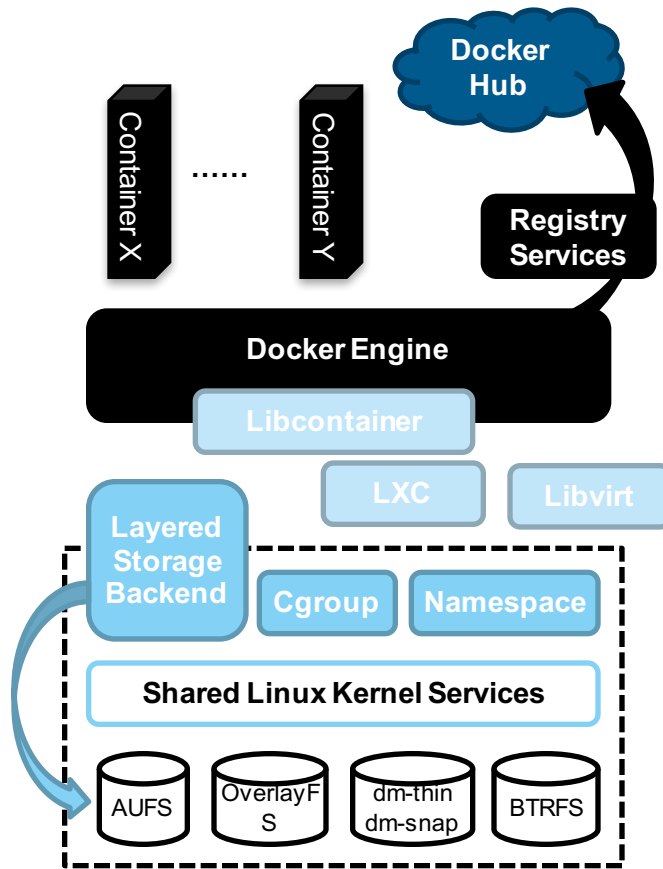 Docker
Hub
Container X
......
Container Y
Registry
Services
Docker Engine
Libcontainer
LXC
Libvirt
Layered
Storage
Backend
Cgroup
Namespace
Shared Linux Kernel Services
AUFS
OverlayF
S
dm-thin
dm-snap
BTRFS